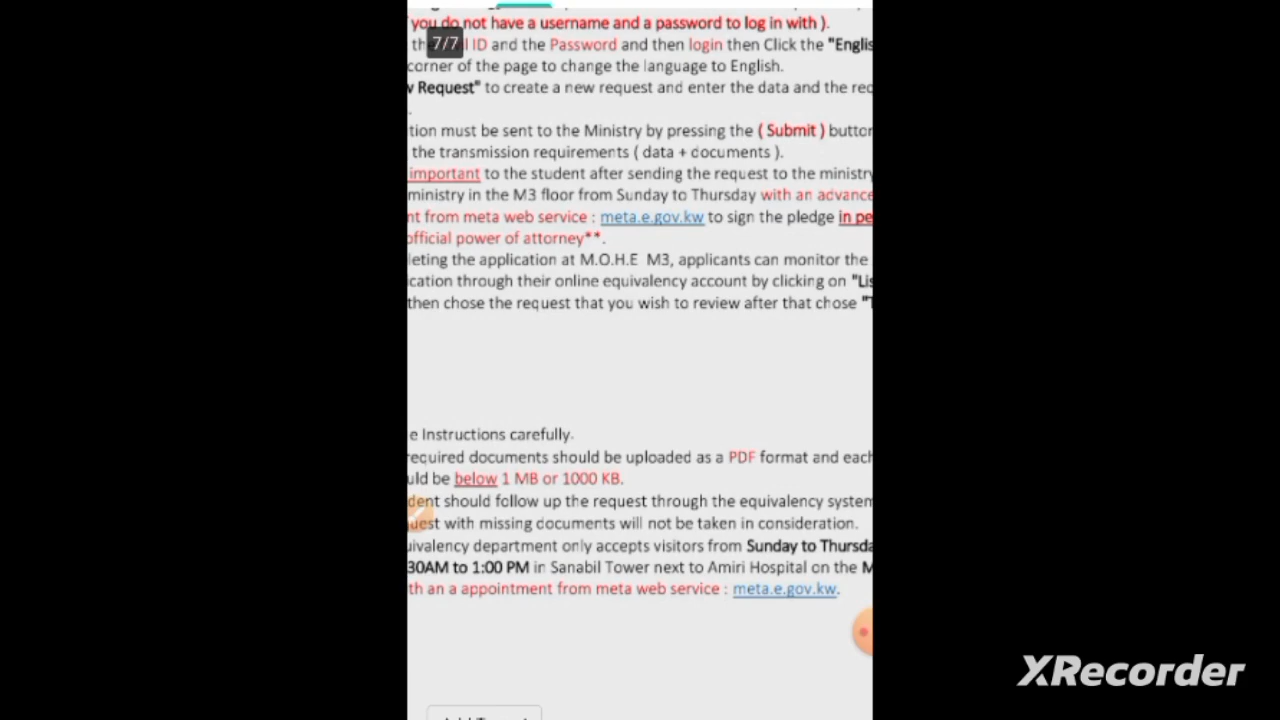 you do not have a username and a password to log in with ).
the ID and the Password and then login then Click the "Englis
7/7
corner of the page to change the language to English.
w Request" to create a new request and enter the data and the rec
tion must be sent to the Ministry by pressing the ( Submit ) button
the transmission requirements ( data + documents ).
important to the student after sending the request to the ministry
ministry in the M3 floor from Sunday to Thursday with an advance
nt from meta web service : meta.e.gov.kw to sign the pledge in pe
official power of attorney**.
leting the application at M.O.H.E M3, applicants can monitor the
cation through their online equivalency account by clicking on "Lis
then chose the request that you wish to review after that chose "T
e Instructions carefully.
required documents should be uploaded as a PDF format and each
uld be below 1 MB or 1000 KB.
dent should follow up the request through the equivalency system
uest with missing documents will not be taken in consideration.
uivalency department only accepts visitors from Sunday to Thursda
30AM to 1:00 PM in Sanabil Tower next to Amiri Hospital on the M
th an a appointment from meta web service : meta.e.gov.kw.
XRecorder